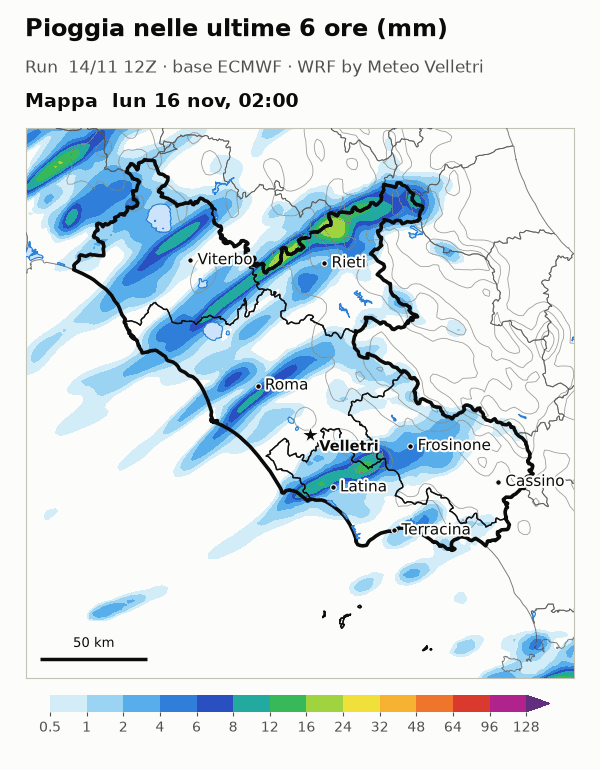 Pioggia nelle ultime 6 ore (mm)
Run  14/11 12Z · base ECMWF · WRF by Meteo Velletri
Mappa  lun 16 nov, 02:00
Viterbo
Rieti
Roma
Velletri
Frosinone
Latina
Cassino
Terracina
50 km
0.5 1 2 4 6 8 12 16 24 32 48 64 96 128